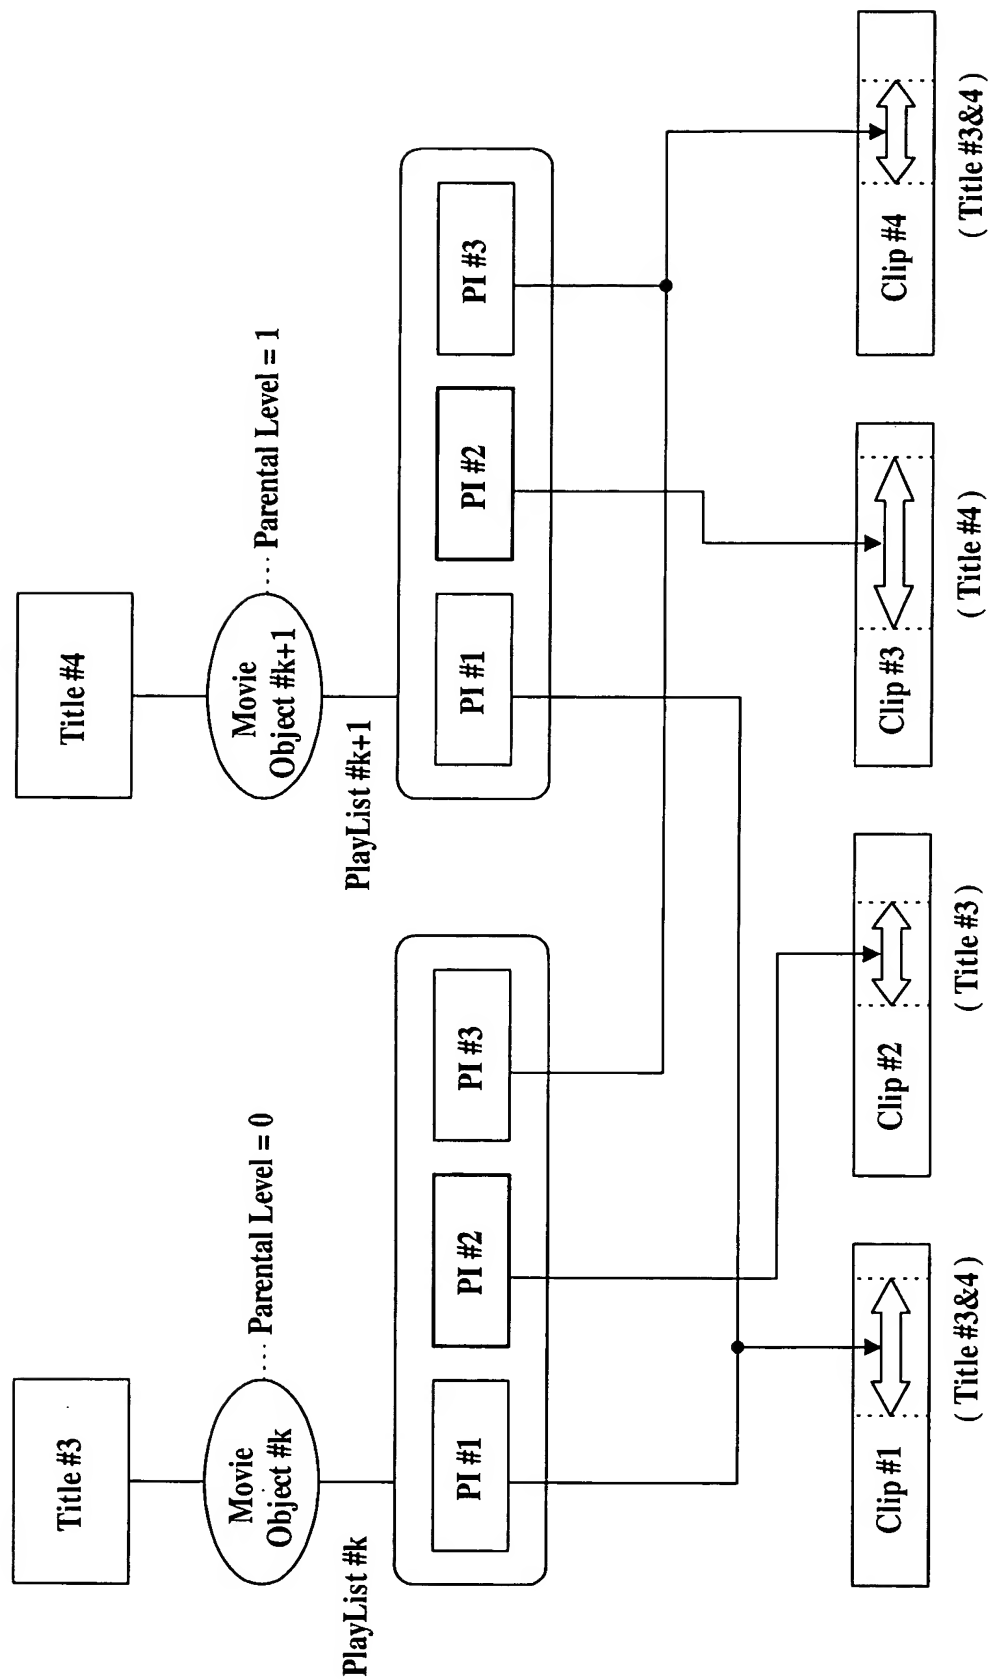 Title #3
Title #4
Movie
Object #k
Parental Level = 0
Movie
Object #k+1
Parental Level = 1
PlayList #k
PlayList #k+1
PI #1
PI #2
PI #3
PI #1
PI #2
PI #3
Clip #1
Clip #2
Clip #3
Clip #4
( Title #3&4 )
( Title #3 )
( Title #4 )
( Title #3&4 )